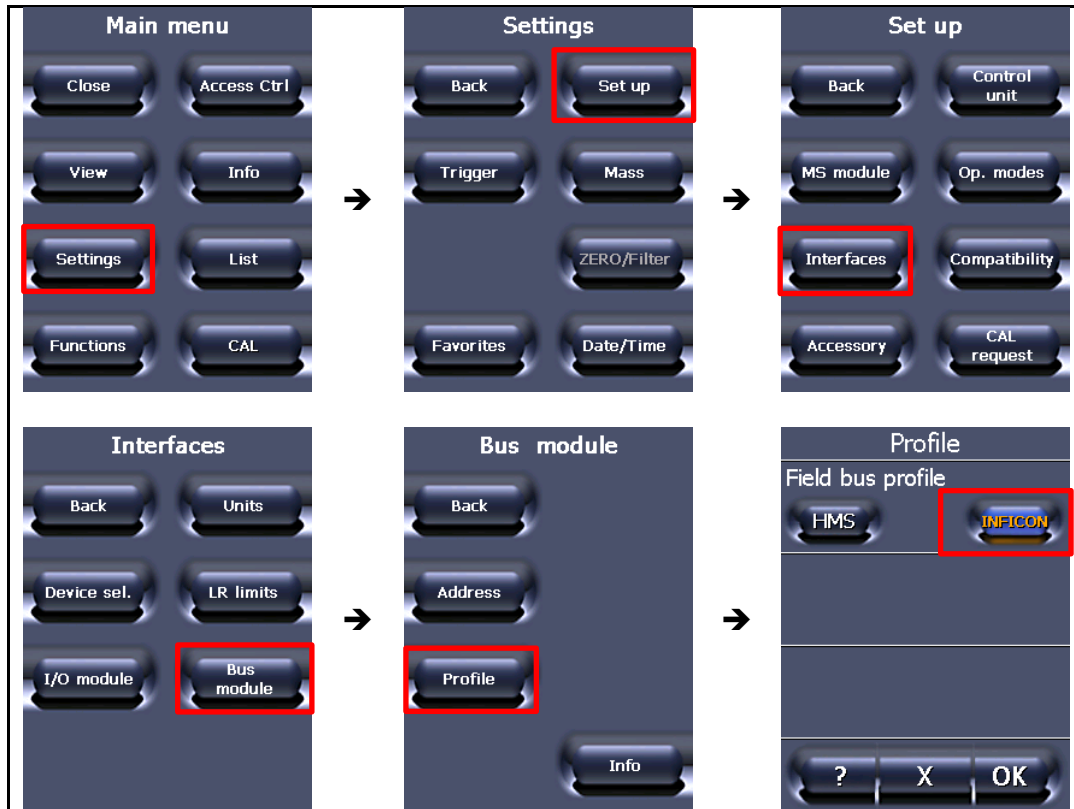 Main menu
Close
Access Ctrl
View
Info
Settings
List
Functions
CAL
➔
Settings
Back
Set up
Trigger
Mass
ZERO/Filter
Favorites
Date/Time
➔
Set up
Back
Control
unit
MS module
Op. modes
Interfaces
Compatibility
Accessory
CAL
request
Interfaces
Back
Units
Device sel.
LR limits
I/O module
Bus
module
➔
Bus module
Back
Address
Profile
Info
➔
Profile
Field bus profile
HMS
INFICON
?
X
OK